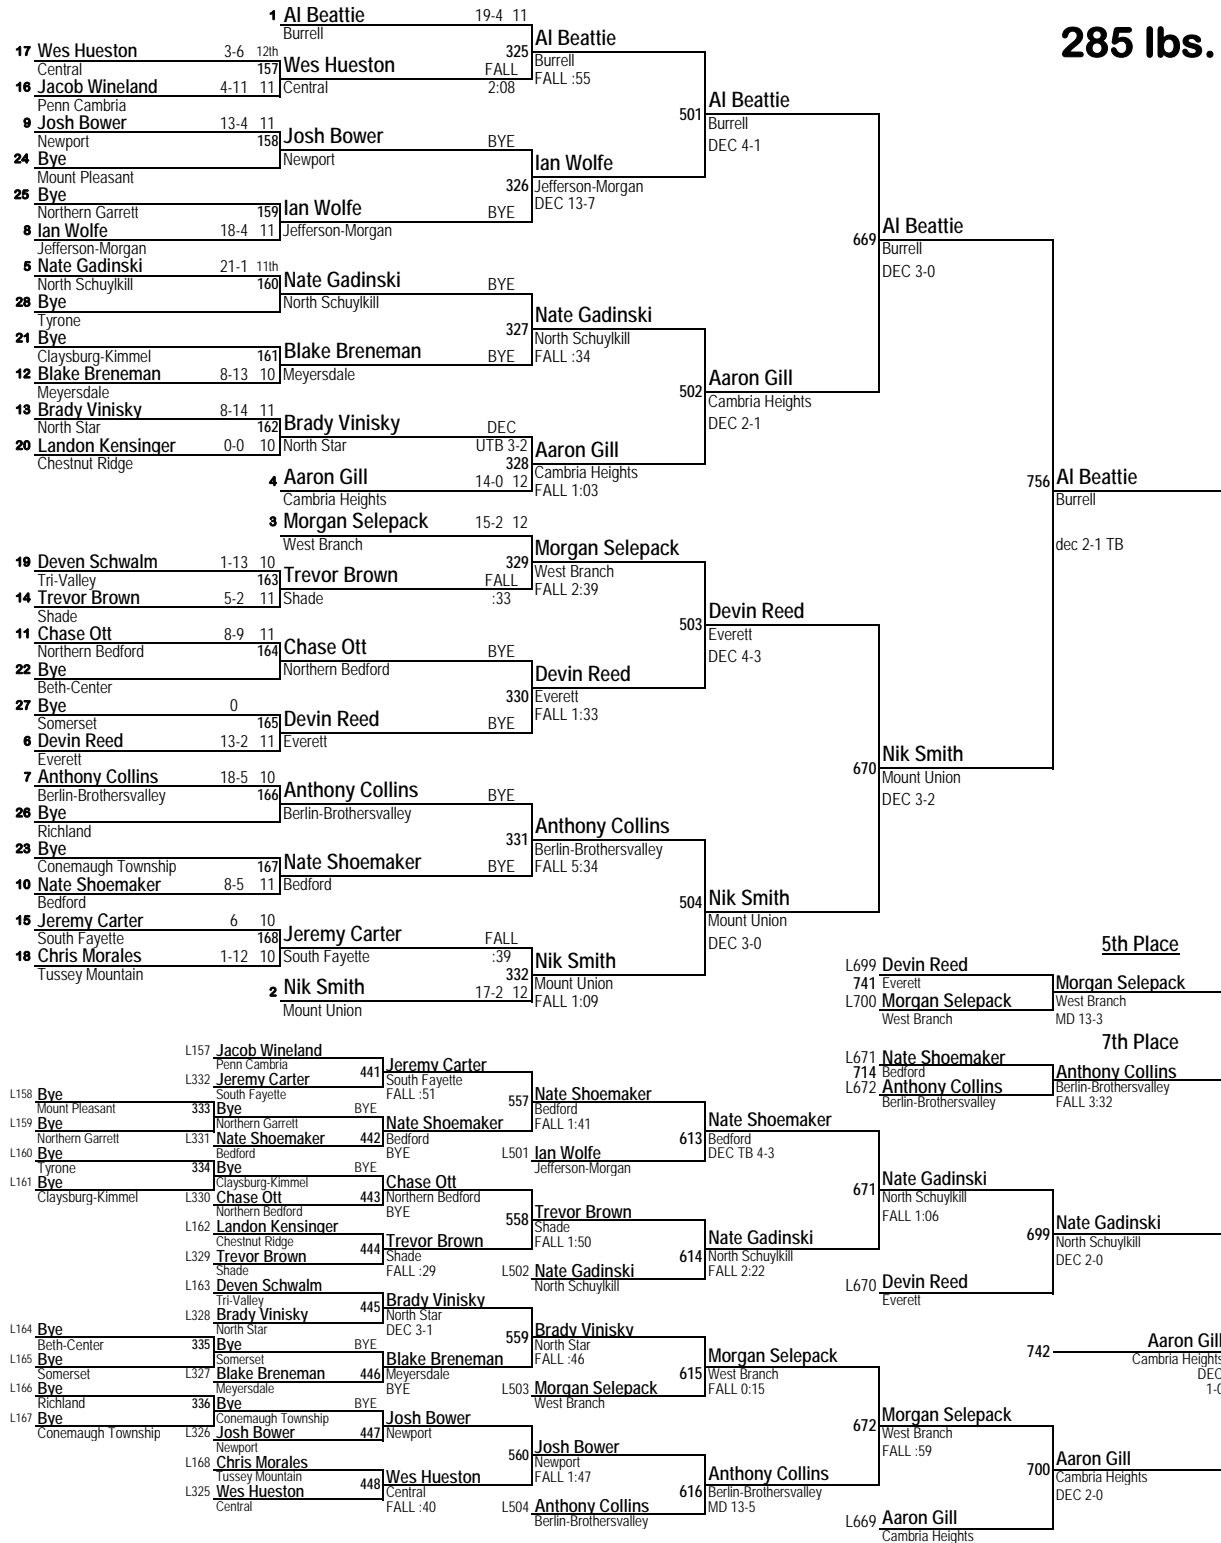 285 lbs.
1 Al Beattie 19-4 11
Burrell
17 Wes Hueston 3-6 12th
Central
157
16 Jacob Wineland 4-11 11
Penn Cambria
Wes Hueston FALL
Central 2:08
325
Al Beattie
Burrell
FALL :55
9 Josh Bower 13-4 11
Newport
158
24 Bye
Mount Pleasant
Josh Bower BYE
Newport
25 Bye
Northern Garrett
159
8 Ian Wolfe 18-4 11
Jefferson-Morgan
Ian Wolfe BYE
Jefferson-Morgan
326
Ian Wolfe
Jefferson-Morgan
DEC 13-7
501
Al Beattie
Burrell
DEC 4-1
5 Nate Gadinski 21-1 11th
North Schuylkill
160
28 Bye
Tyrone
Nate Gadinski BYE
North Schuylkill
21 Bye
Claysburg-Kimmel
161
12 Blake Breneman 8-13 10
Meyersdale
Blake Breneman BYE
Meyersdale
327
Nate Gadinski
North Schuylkill
FALL :34
13 Brady Vinisky 8-14 11
North Star
162
20 Landon Kensinger 0-0 10
Chestnut Ridge
Brady Vinisky DEC
North Star UTB 3-2
328
4 Aaron Gill 14-0 12
Cambria Heights
Aaron Gill
Cambria Heights
FALL 1:03
502
Aaron Gill
Cambria Heights
DEC 2-1
669
Al Beattie
Burrell
DEC 3-0
3 Morgan Selepack 15-2 12
West Branch
19 Deven Schwalm 1-13 10
Tri-Valley
163
14 Trevor Brown 5-2 11
Shade
Trevor Brown FALL
Shade :33
329
Morgan Selepack
West Branch
FALL 2:39
11 Chase Ott 8-9 11
Northern Bedford
164
22 Bye
Beth-Center
Chase Ott BYE
Northern Bedford
27 Bye 0
Somerset
165
6 Devin Reed 13-2 11
Everett
Devin Reed BYE
Everett
330
Devin Reed
Everett
FALL 1:33
503
Devin Reed
Everett
DEC 4-3
7 Anthony Collins 18-5 10
Berlin-Brothersvalley
166
26 Bye
Richland
Anthony Collins BYE
Berlin-Brothersvalley
23 Bye
Conemaugh Township
167
10 Nate Shoemaker 8-5 11
Bedford
Nate Shoemaker BYE
Bedford
331
Anthony Collins
Berlin-Brothersvalley
FALL 5:34
15 Jeremy Carter 6 10
South Fayette
168
18 Chris Morales 1-12 10
Tussey Mountain
Jeremy Carter FALL
South Fayette :39
332
2 Nik Smith 17-2 12
Mount Union
Nik Smith
Mount Union
FALL 1:09
504
Nik Smith
Mount Union
DEC 3-0
670
Nik Smith
Mount Union
DEC 3-2
756
Al Beattie
Burrell
dec 2-1 TB
5th Place
L699 Devin Reed
741 Everett
L700 Morgan Selepack
West Branch
Morgan Selepack
West Branch
MD 13-3
7th Place
L671 Nate Shoemaker
714 Bedford
L672 Anthony Collins
Berlin-Brothersvalley
Anthony Collins
Berlin-Brothersvalley
FALL 3:32
L157 Jacob Wineland
Penn Cambria
441
L332 Jeremy Carter
South Fayette
Jeremy Carter
South Fayette
FALL :51
L158 Bye
Mount Pleasant
333
L159 Bye
Northern Garrett
Bye BYE
Northern Garrett
442
L331 Nate Shoemaker
Bedford
Nate Shoemaker
Bedford
BYE
557
Nate Shoemaker
Bedford
FALL 1:41
L501 Ian Wolfe
Jefferson-Morgan
613
Nate Shoemaker
Bedford
DEC TB 4-3
L160 Bye
Tyrone
334
L161 Bye
Claysburg-Kimmel
Bye BYE
Claysburg-Kimmel
443
L330 Chase Ott
Northern Bedford
Chase Ott
Northern Bedford
BYE
L162 Landon Kensinger
Chestnut Ridge
444
L329 Trevor Brown
Shade
Trevor Brown
Shade
FALL :29
558
Trevor Brown
Shade
FALL 1:50
L502 Nate Gadinski
North Schuylkill
614
Nate Gadinski
North Schuylkill
FALL 2:22
671
Nate Gadinski
North Schuylkill
FALL 1:06
L670 Devin Reed
Everett
699
Nate Gadinski
North Schuylkill
DEC 2-0
L163 Deven Schwalm
Tri-Valley
445
L328 Brady Vinisky
North Star
Brady Vinisky
North Star
DEC 3-1
L164 Bye
Beth-Center
335
L165 Bye
Somerset
Bye BYE
Somerset
446
L327 Blake Breneman
Meyersdale
Blake Breneman
Meyersdale
BYE
559
Brady Vinisky
North Star
FALL :46
L503 Morgan Selepack
West Branch
615
Morgan Selepack
West Branch
FALL 0:15
L166 Bye
Richland
336
L167 Bye
Conemaugh Township
Bye BYE
Conemaugh Township
447
L326 Josh Bower
Newport
Josh Bower
Newport
L168 Chris Morales
Tussey Mountain
448
L325 Wes Hueston
Central
Wes Hueston
Central
FALL :40
560
Josh Bower
Newport
FALL 1:47
L504 Anthony Collins
Berlin-Brothersvalley
616
Anthony Collins
Berlin-Brothersvalley
MD 13-5
672
Morgan Selepack
West Branch
FALL :59
L669 Aaron Gill
Cambria Heights
700
Aaron Gill
Cambria Heights
DEC 2-0
742
Aaron Gill
Cambria Heights
DEC